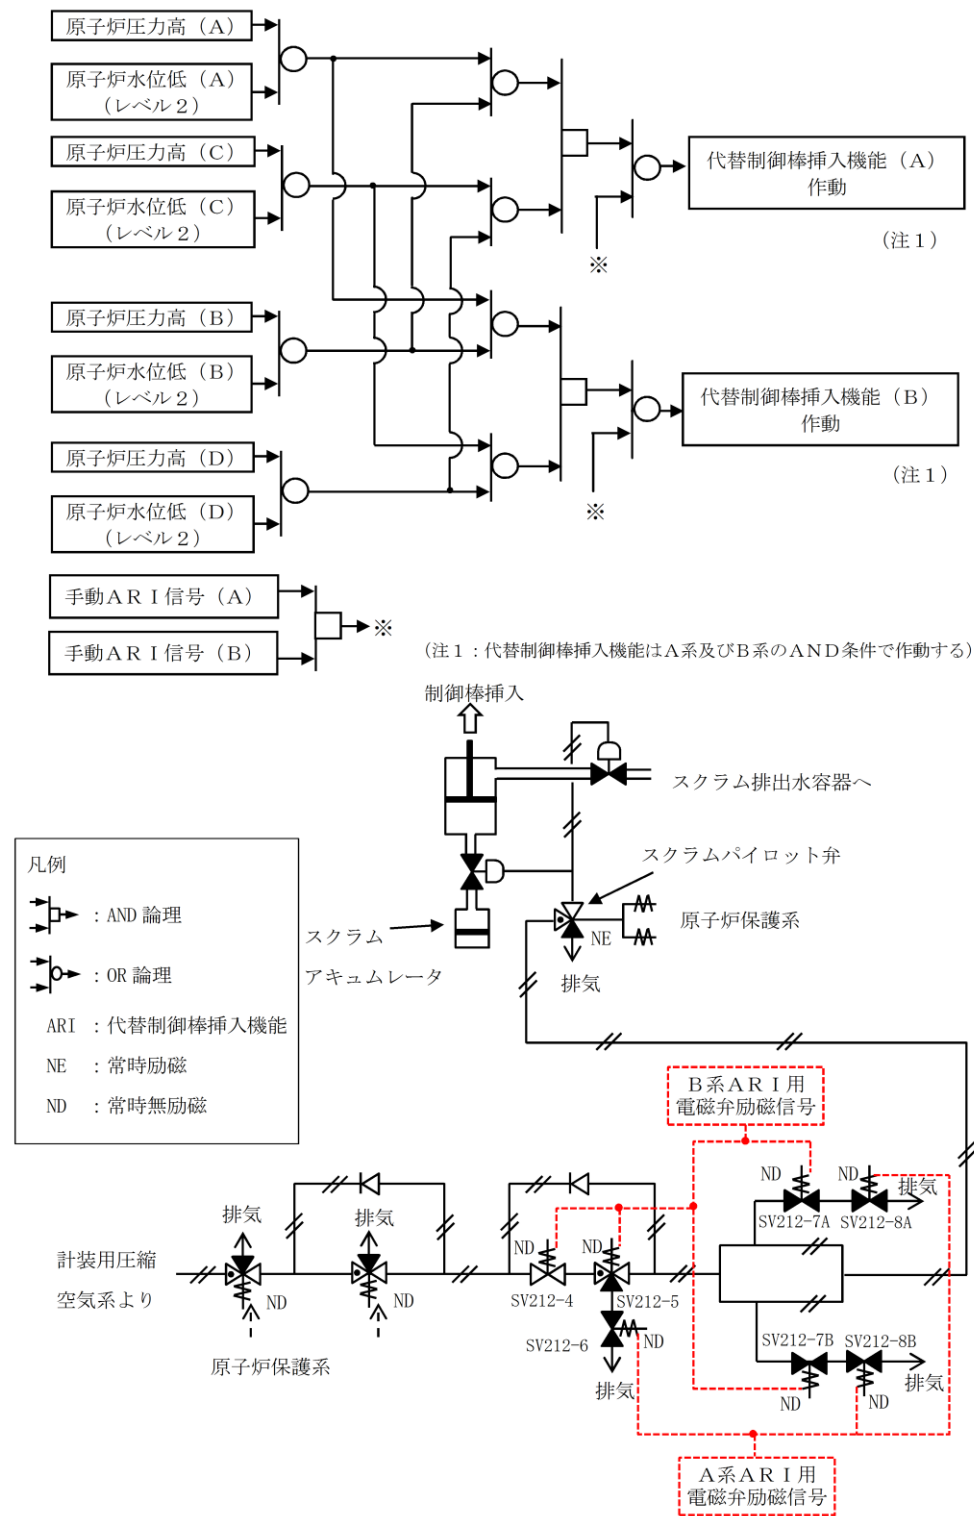 原子炉圧力高（A）
原子炉水位低（A）
（レベル２）
原子炉圧力高（C）
原子炉水位低（C）
（レベル２）
代替制御棒挿入機能（A）
作動
（注１）
※
原子炉圧力高（B）
原子炉水位低（B）
（レベル２）
代替制御棒挿入機能（B）
作動
（注１）
※
原子炉圧力高（D）
原子炉水位低（D）
（レベル２）
手動ARI信号（A）
手動ARI信号（B）
※
（注１：代替制御棒挿入機能はA系及びB系のAND条件で作動する）
制御棒挿入
スクラム排出水容器へ
スクラムパイロット弁
原子炉保護系
NE
排気
スクラム
アキュムレータ
凡例
：AND 論理
：OR 論理
ARI ：代替制御棒挿入機能
NE ：常時励磁
ND ：常時無励磁
B系ARI用
電磁弁励磁信号
ND
ND
排気
SV212-7A
SV212-8A
排気
排気
計装用圧縮
空気系より
ND
ND
原子炉保護系
ND
ND
SV212-4
SV212-5
SV212-6
ND
排気
SV212-7B
SV212-8B
排気
ND
ND
A系ARI用
電磁弁励磁信号